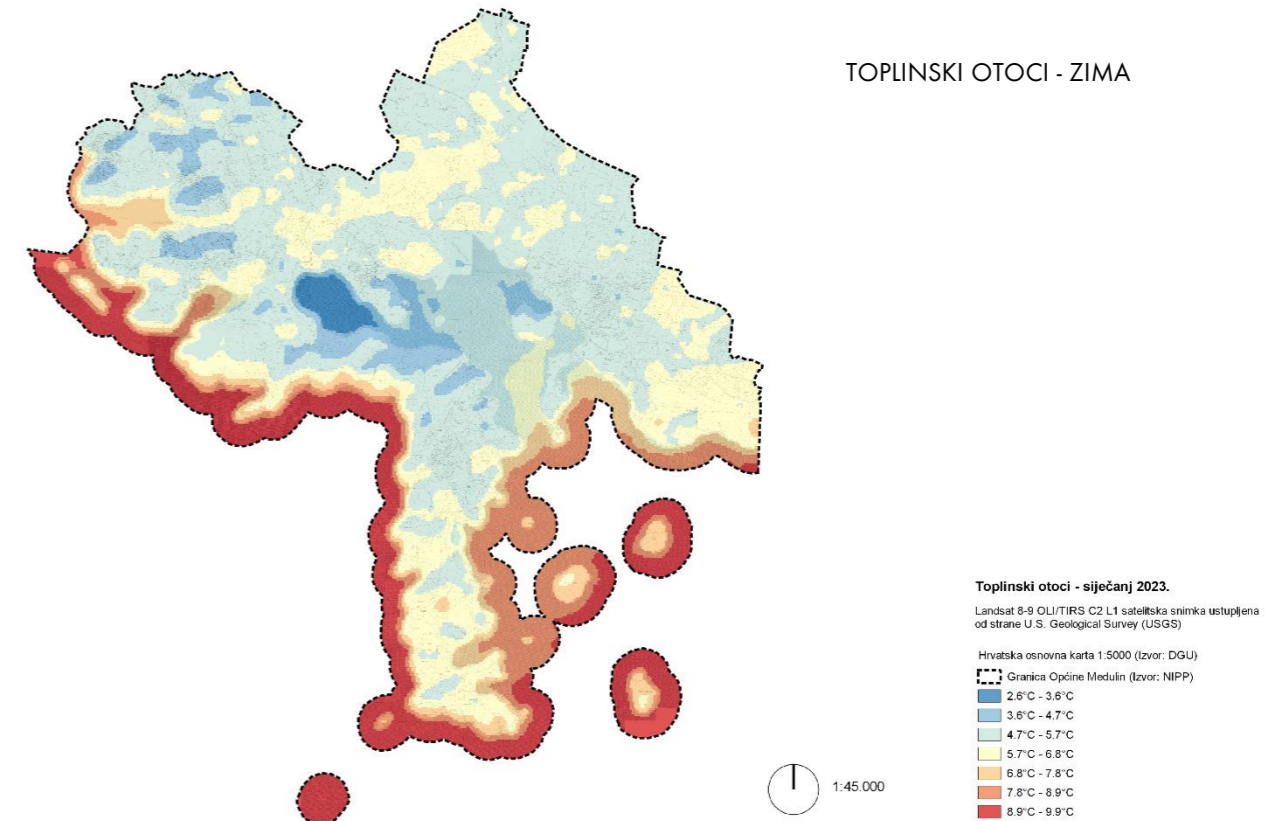 TOPLINSKI OTOCI - ZIMA
Toplinski otoci - siječanj 2023.
Landsat 8-9 OLI/TIRS C2 L1 satelitska snimka ustupljena
od strane U.S. Geological Survey (USGS)
Hrvatska osnovna karta 1:5000 (Izvor: DGU)
Granica Općine Medulin (Izvor: NIPP)
2.6°C - 3.6°C
3.6°C - 4.7°C
4.7°C - 5.7°C
5.7°C - 6.8°C
6.8°C - 7.8°C
7.8°C - 8.9°C
8.9°C - 9.9°C
1:45.000